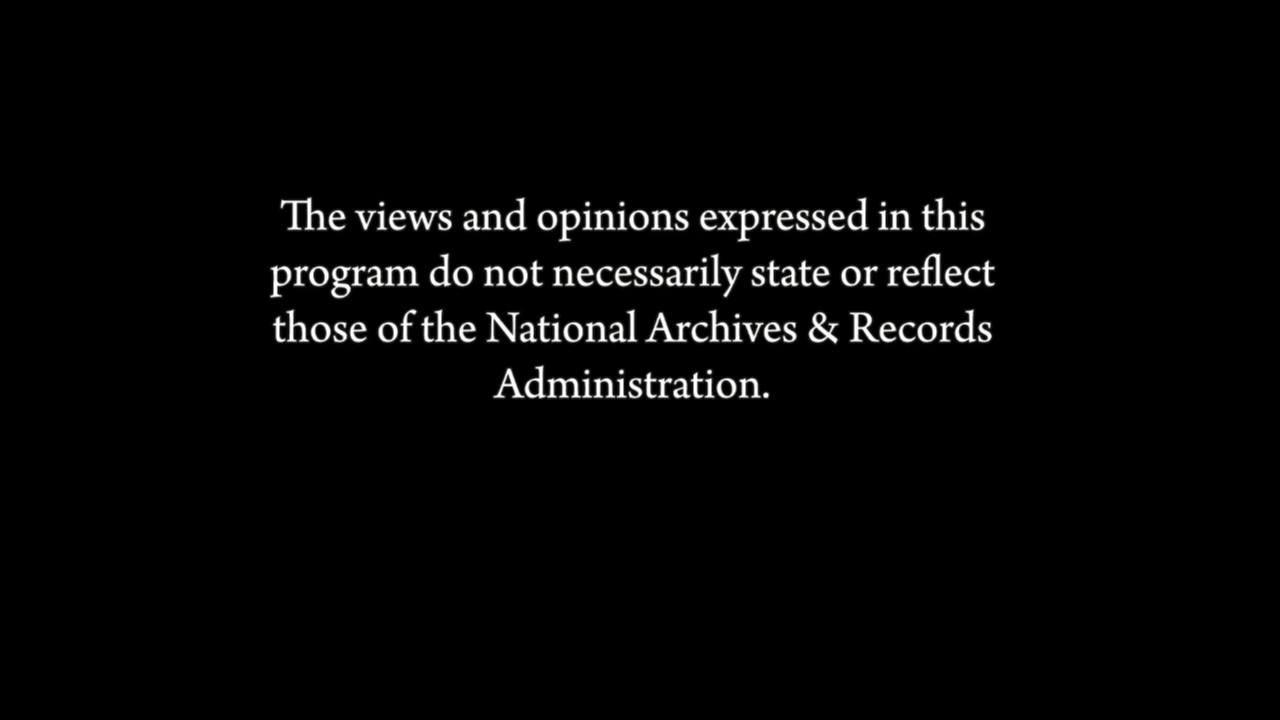 The views and opinions expressed in this
program do not necessarily state or reflect
those of the National Archives & Records
Administration.